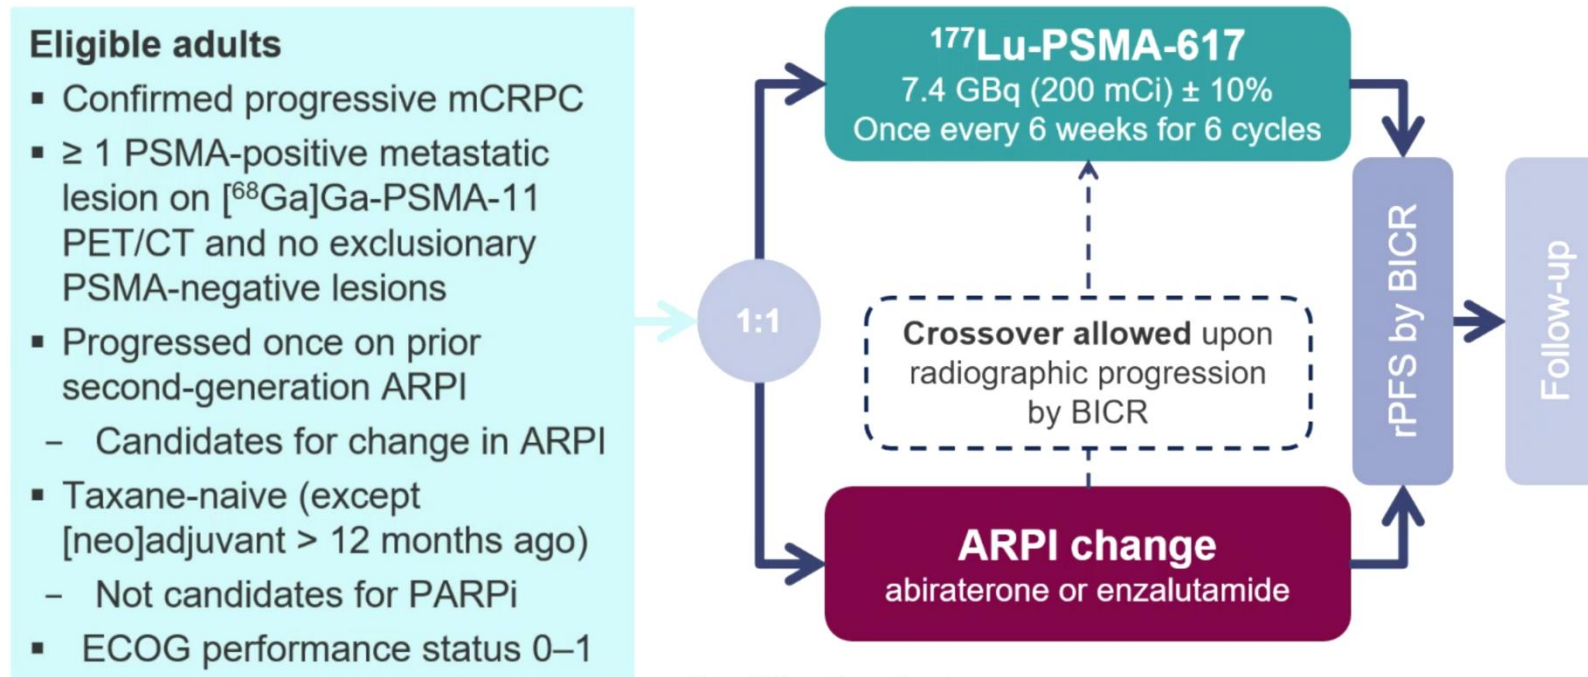 Eligible adults
▪ Confirmed progressive mCRPC
▪ ≥ 1 PSMA-positive metastatic
lesion on [⁶⁸Ga]Ga-PSMA-11
PET/CT and no exclusionary
PSMA-negative lesions
▪ Progressed once on prior
second-generation ARPI
– Candidates for change in ARPI
▪ Taxane-naive (except
[neo]adjuvant > 12 months ago)
– Not candidates for PARPi
▪ ECOG performance status 0–1
1:1
¹⁷⁷Lu-PSMA-617
7.4 GBq (200 mCi) ± 10%
Once every 6 weeks for 6 cycles
Crossover allowed upon
radiographic progression
by BICR
ARPI change
abiraterone or enzalutamide
rPFS by BICR
Follow-up